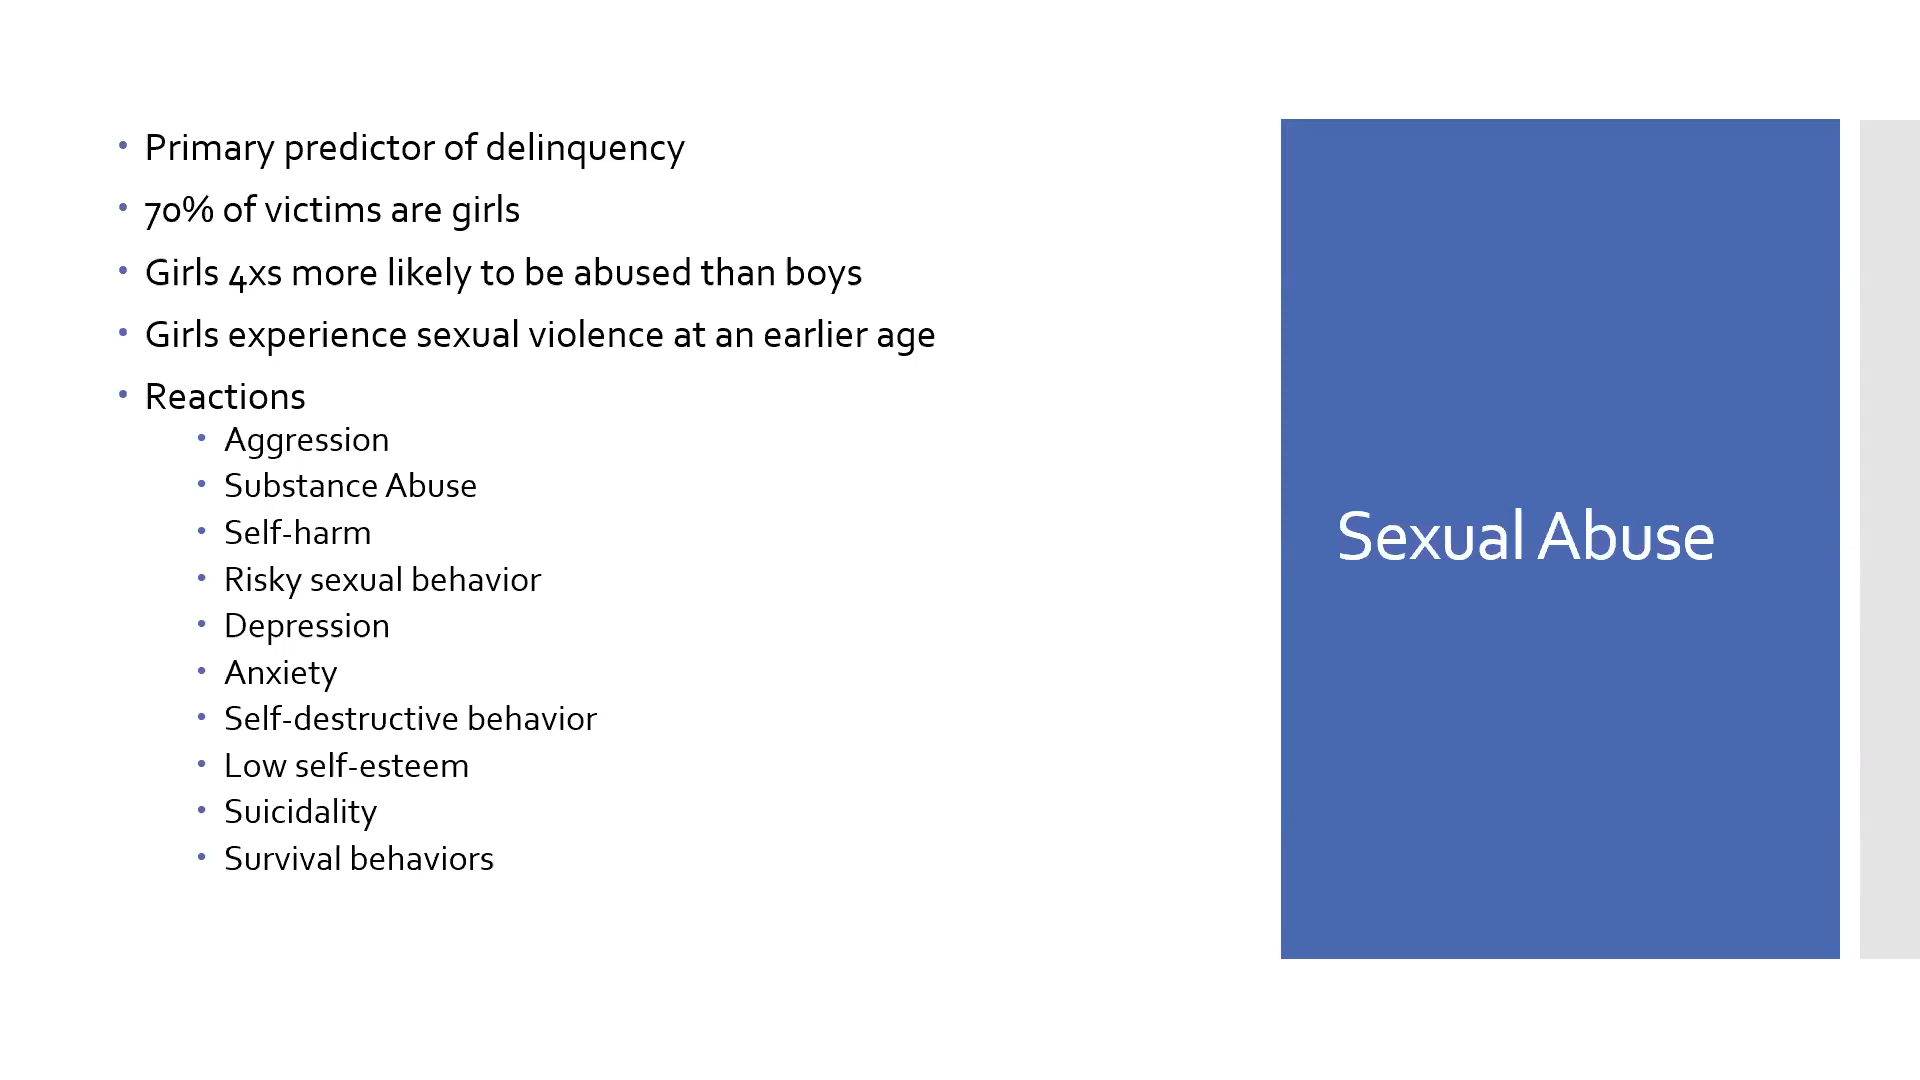 Primary predictor of delinquency
70% of victims are girls
Girls 4xs more likely to be abused than boys
Girls experience sexual violence at an earlier age
Reactions
Aggression
Substance Abuse
Self-harm
Risky sexual behavior
Depression
Anxiety
Self-destructive behavior
Low self-esteem
Suicidality
Survival behaviors
Sexual Abuse